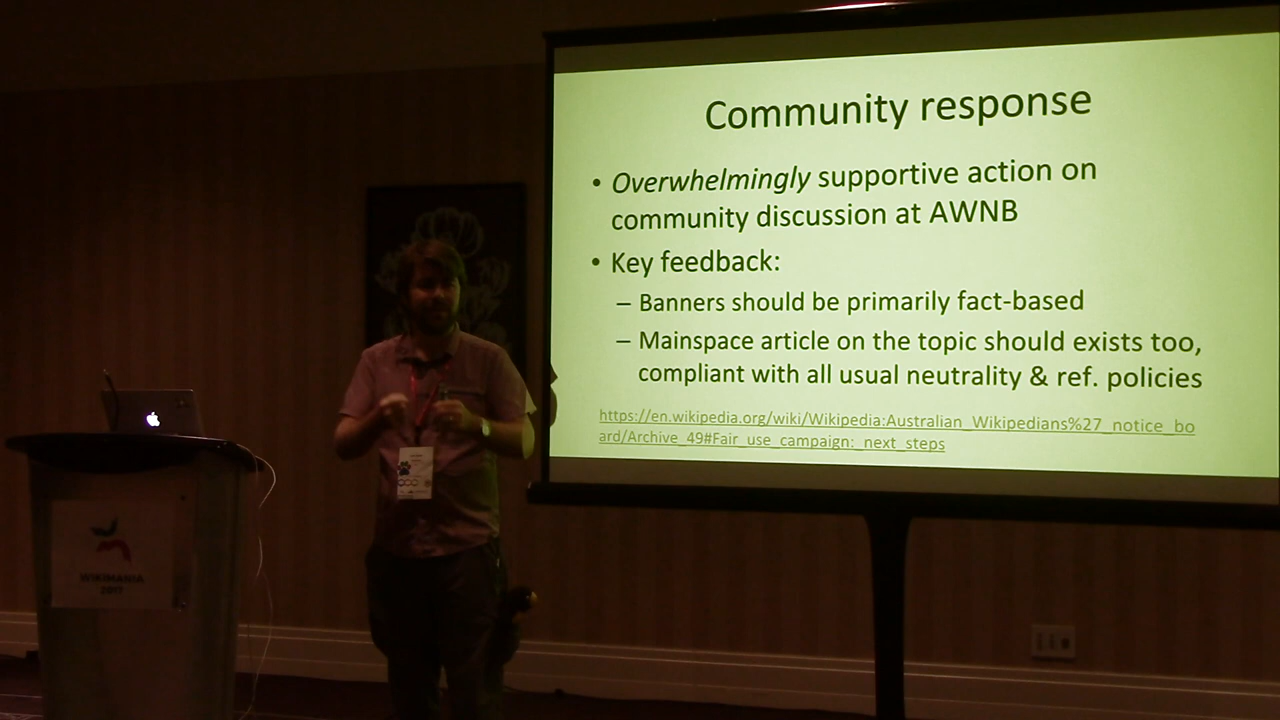 Community response
• Overwhelmingly supportive action on
community discussion at AWNB
• Key feedback:
– Banners should be primarily fact-based
– Mainspace article on the topic should exists too,
compliant with all usual neutrality & ref. policies
https://en.wikipedia.org/wiki/Wikipedia:Australian_Wikipedians%27_notice_bo
ard/Archive_49#Fair_use_campaign:_next_steps
WIKIMANIA
2017